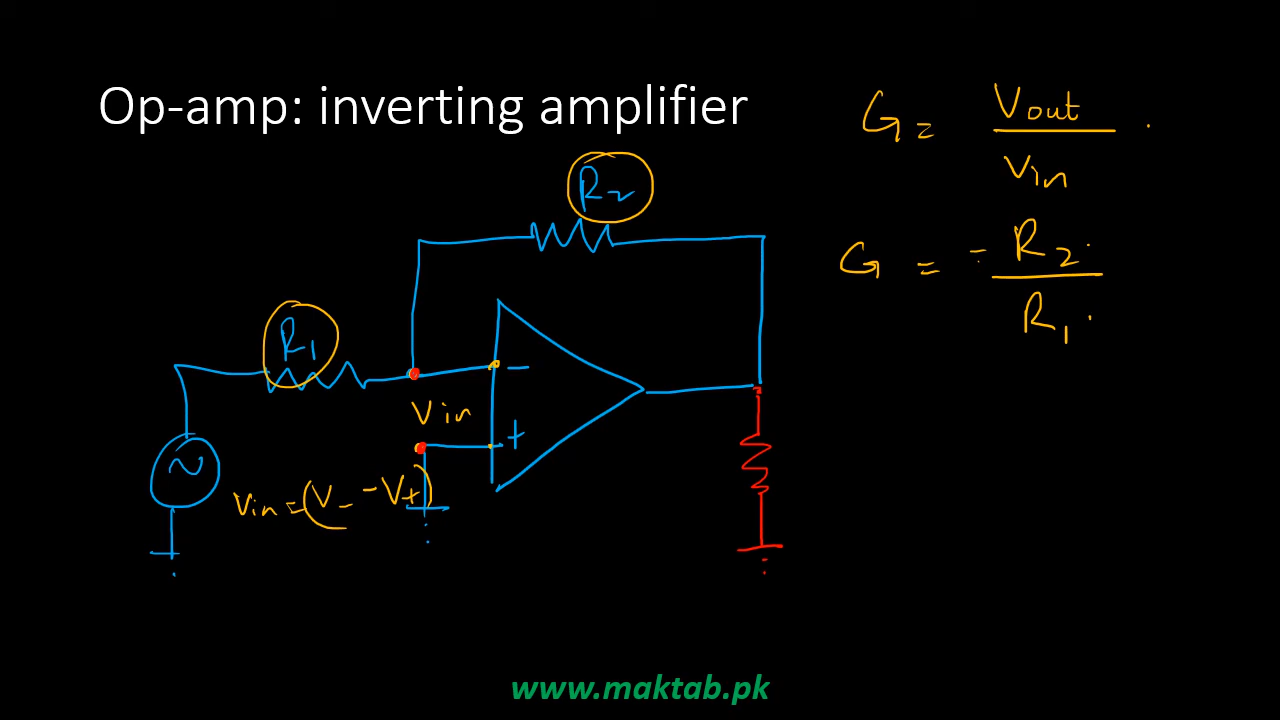 Op-amp: inverting amplifier
G = Vout / Vin
R2
G = - R2 / R1
R1
-
Vin
+
~
Vin = (V- - V+)
www.maktab.pk